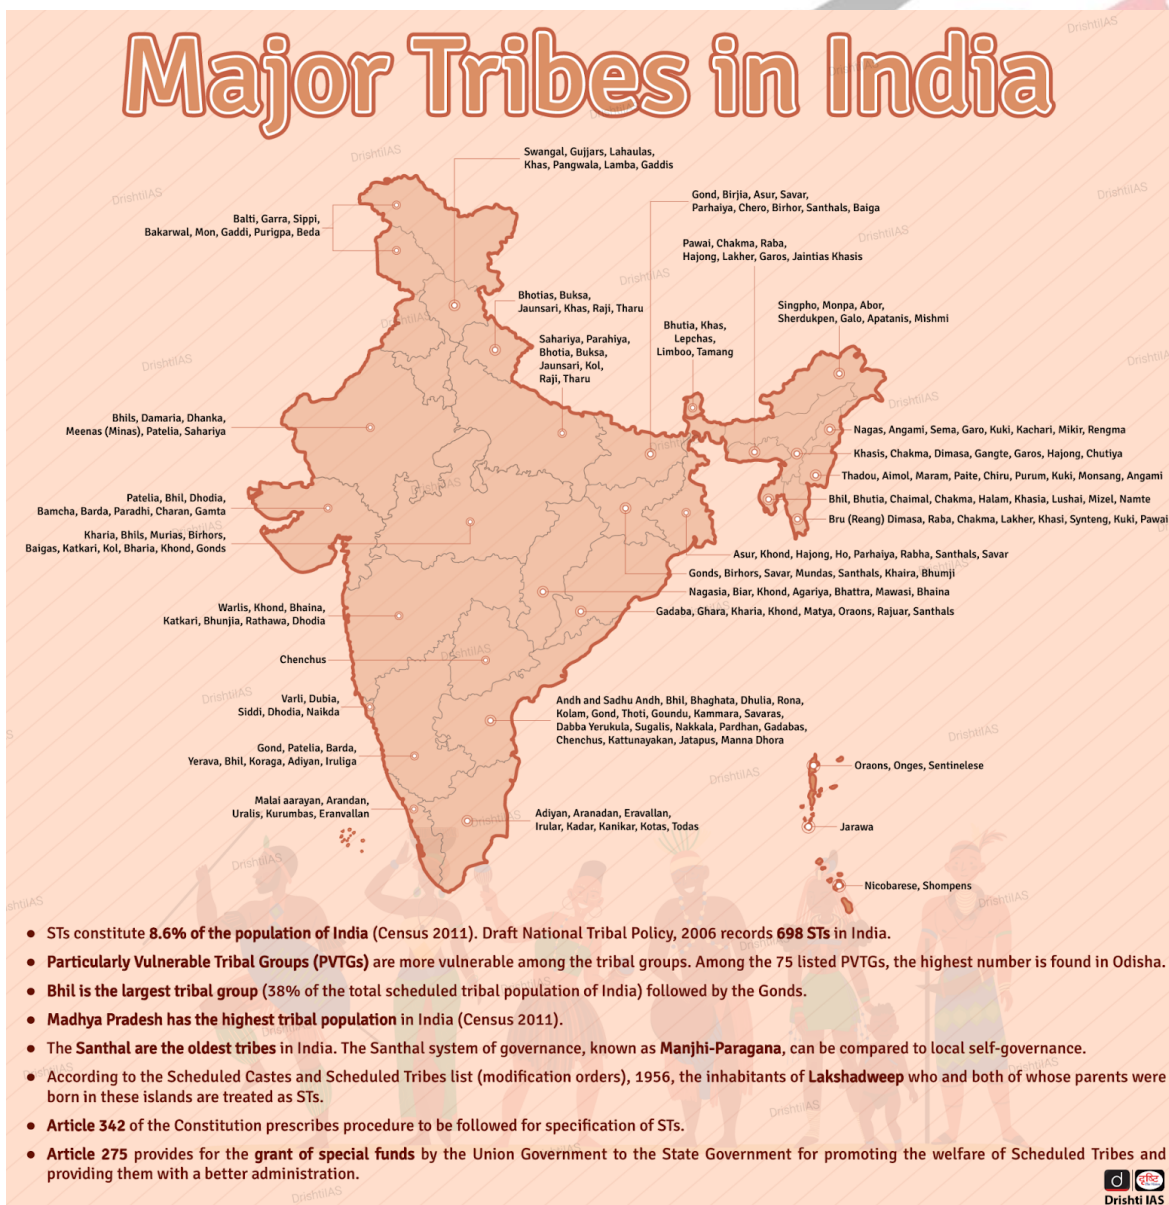 Major Tribes in India
Swangal, Gujjars, Lahaulas,
Khas, Pangwala, Lamba, Gaddis
Gond, Birjia, Asur, Savar,
Parhaiya, Chero, Birhor, Santhals, Baiga
Balti, Garra, Sippi,
Bakarwal, Mon, Gaddi, Purigpa, Beda
Pawai, Chakma, Raba,
Hajong, Lakher, Garos, Jaintias Khasis
Bhotias, Buksa,
Jaunsari, Khas, Raji, Tharu
Singpho, Monpa, Abor,
Sherdukpen, Galo, Apatanis, Mishmi
Bhutia, Khas,
Lepchas,
Limboo, Tamang
Sahariya, Parahiya,
Bhotia, Buksa,
Jaunsari, Kol,
Raji, Tharu
Bhils, Damaria, Dhanka,
Meenas (Minas), Patelia, Sahariya
Nagas, Angami, Sema, Garo, Kuki, Kachari, Mikir, Rengma
Khasis, Chakma, Dimasa, Gangte, Garos, Hajong, Chutiya
Thadou, Aimol, Maram, Paite, Chiru, Purum, Kuki, Monsang, Angami
Bhil, Bhutia, Chaimal, Chakma, Halam, Khasia, Lushai, Mizel, Namte
Bru (Reang) Dimasa, Raba, Chakma, Lakher, Khasi, Synteng, Kuki, Pawai
Patelia, Bhil, Dhodia,
Bamcha, Barda, Paradhi, Charan, Gamta
Kharia, Bhils, Murias, Birhors,
Baigas, Katkari, Kol, Bharia, Khond, Gonds
Asur, Khond, Hajong, Ho, Parhaiya, Rabha, Santhals, Savar
Gonds, Birhors, Savar, Mundas, Santhals, Khaira, Bhumji
Nagasia, Biar, Khond, Agariya, Bhattra, Mawasi, Bhaina
Gadaba, Ghara, Kharia, Khond, Matya, Oraons, Rajuar, Santhals
Warlis, Khond, Bhaina,
Katkari, Bhunjia, Rathawa, Dhodia
Chenchus
Varli, Dubia,
Siddi, Dhodia, Naikda
Andh and Sadhu Andh, Bhil, Bhaghata, Dhulia, Rona,
Kolam, Gond, Thoti, Goundu, Kammara, Savaras,
Dabba Yerukula, Sugalis, Nakkala, Pardhan, Gadabas,
Chenchus, Kattunayakan, Jatapus, Manna Dhora
Gond, Patelia, Barda,
Yerava, Bhil, Koraga, Adiyan, Iruliga
Oraons, Onges, Sentinelese
Malai aarayan, Arandan,
Uralis, Kurumbas, Eranvallan
Adiyan, Aranadan, Eravallan,
Irular, Kadar, Kanikar, Kotas, Todas
Jarawa
Nicobarese, Shompens
● STs constitute 8.6% of the population of India (Census 2011). Draft National Tribal Policy, 2006 records 698 STs in India.
● Particularly Vulnerable Tribal Groups (PVTGs) are more vulnerable among the tribal groups. Among the 75 listed PVTGs, the highest number is found in Odisha.
● Bhil is the largest tribal group (38% of the total scheduled tribal population of India) followed by the Gonds.
● Madhya Pradesh has the highest tribal population in India (Census 2011).
● The Santhal are the oldest tribes in India. The Santhal system of governance, known as Manjhi-Paragana, can be compared to local self-governance.
● According to the Scheduled Castes and Scheduled Tribes list (modification orders), 1956, the inhabitants of Lakshadweep who and both of whose parents were
born in these islands are treated as STs.
● Article 342 of the Constitution prescribes procedure to be followed for specification of STs.
● Article 275 provides for the grant of special funds by the Union Government to the State Government for promoting the welfare of Scheduled Tribes and
providing them with a better administration.
d दृष्टि
Drishti IAS
DrishtiIAS